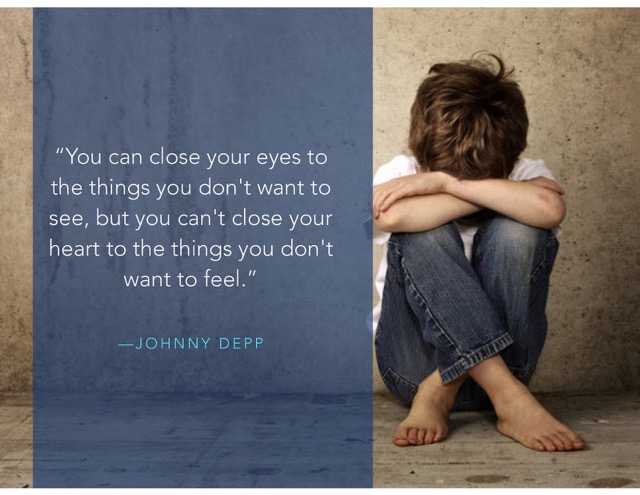 “You can close your eyes to
the things you don't want to
see, but you can't close your
heart to the things you don't
want to feel.”
—JOHNNY DEPP